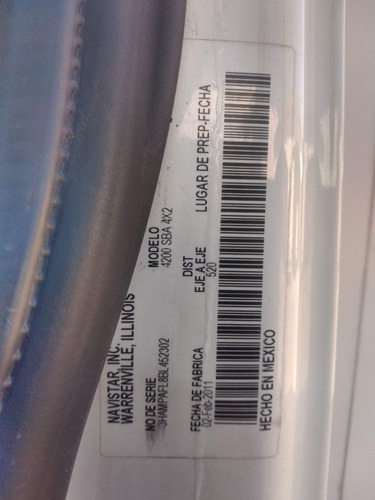 NAVISTAR, INC.
WARRENVILLE, ILLINOIS
NO DE SERIE
3HAMPAFL8BL452302
MODELO
4200 SBA 4X2
FECHA DE FABRICA
02-Feb-2011
DIST
EJE A EJE
520
LUGAR DE PREP-FECHA
HECHO EN MEXICO